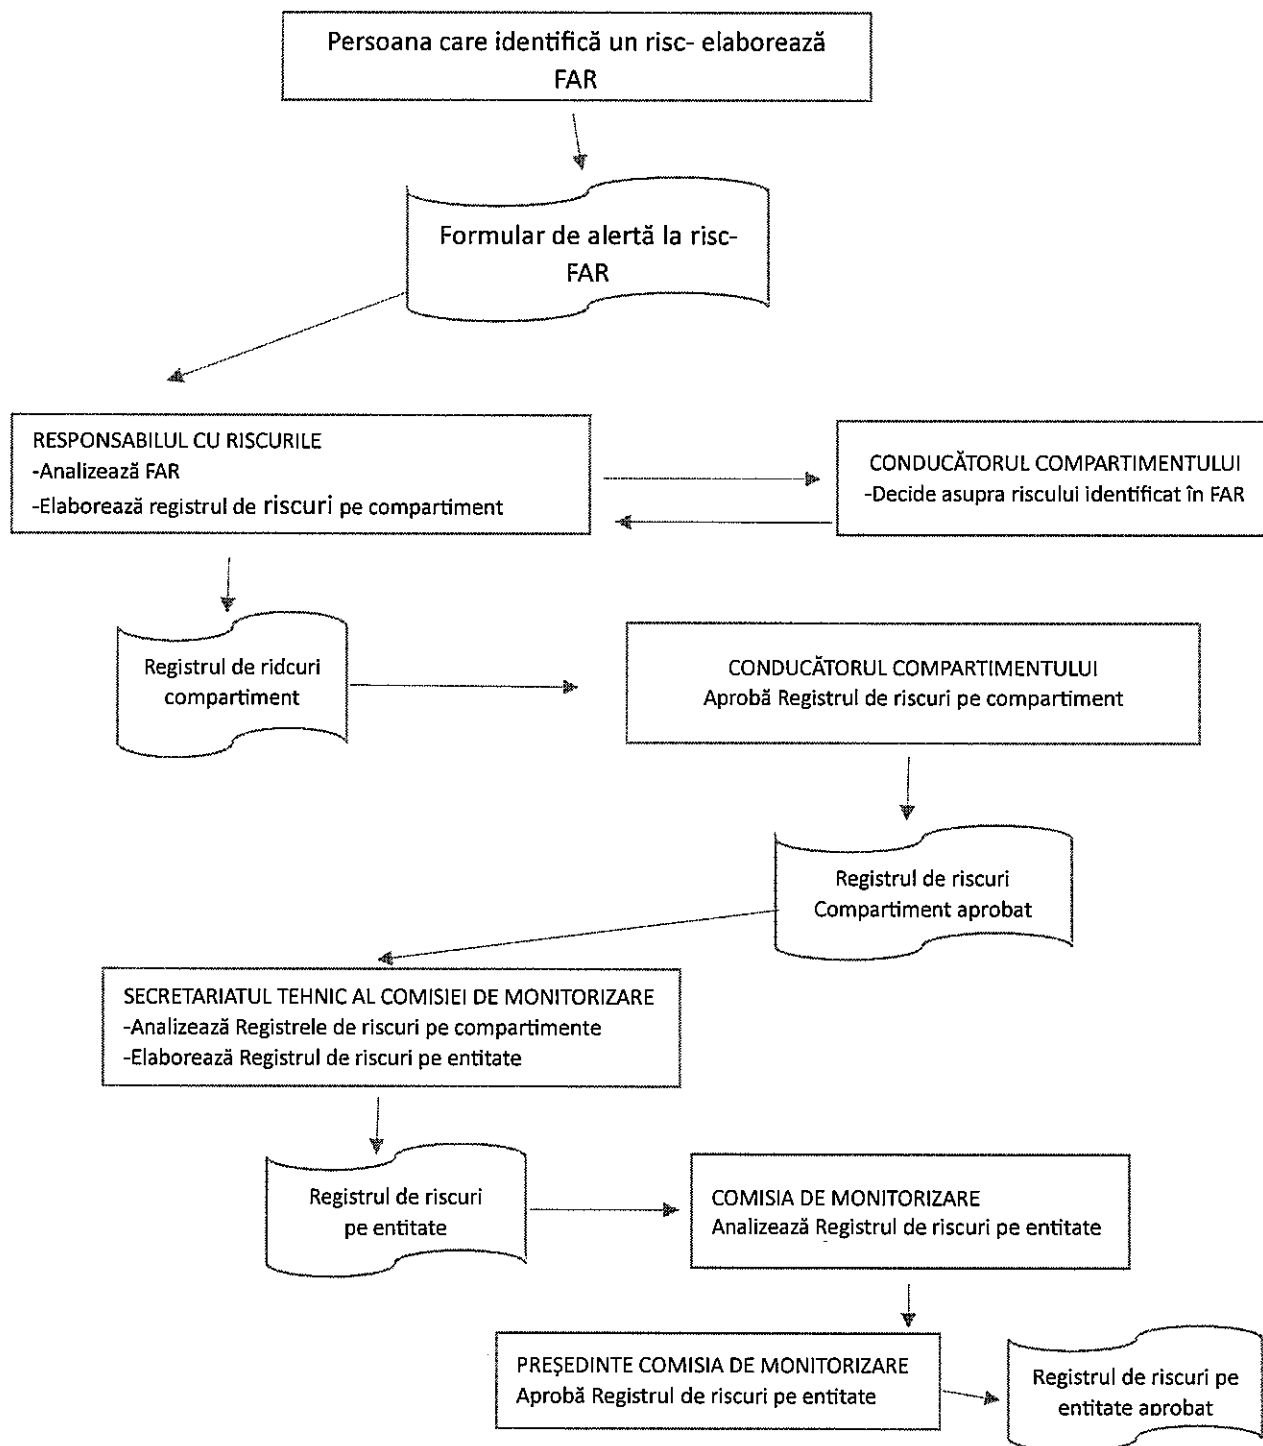 Persoana care identifică un risc- elaborează
FAR
Formular de alertă la risc-
FAR
RESPONSABILUL CU RISCURILE
-Analizează FAR
-Elaborează registrul de riscuri pe compartiment
CONDUCĂTORUL COMPARTIMENTULUI
-Decide asupra riscului identificat în FAR
Registrul de ridcuri
compartiment
CONDUCĂTORUL COMPARTIMENTULUI
Aprobă Registrul de riscuri pe compartiment
Registrul de riscuri
Compartiment aprobat
SECRETARIATUL TEHNIC AL COMISIEI DE MONITORIZARE
-Analizează Registrele de riscuri pe compartimente
-Elaborează Registrul de riscuri pe entitate
Registrul de riscuri
pe entitate
COMISIA DE MONITORIZARE
Analizează Registrul de riscuri pe entitate
PREȘEDINTE COMISIA DE MONITORIZARE
Aprobă Registrul de riscuri pe entitate
Registrul de riscuri pe
entitate aprobat